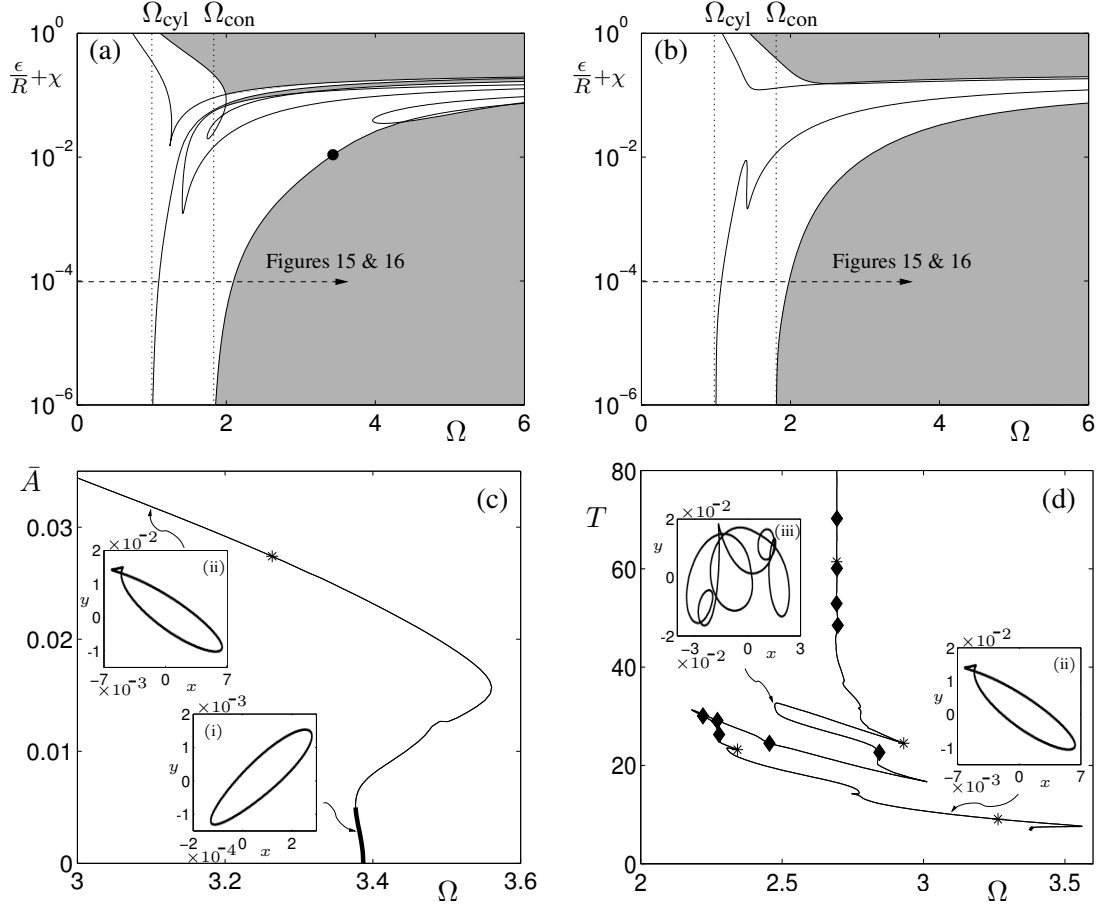 Ω_cyl Ω_con
(a)
10^0
ϵ/R+χ
10^-2
10^-4
10^-6
Figures 15 & 16
0 2 4 6
Ω
Ω_cyl Ω_con
(b)
10^0
ϵ/R+χ
10^-2
10^-4
10^-6
Figures 15 & 16
0 2 4 6
Ω
Ā
(c)
0.03
0.02
0.01
0
3 3.2 3.4 3.6
Ω
×10^-2
(ii)
2
1
y
0
-1
-7 0 7
×10^-3 x
×10^-3
(i)
2
1
y
0
-1
-2 0 2
×10^-4 x
T
(d)
80
60
40
20
0
2 2.5 3 3.5
Ω
×10^-2
(iii)
2
y
0
-2
-3 0 3
×10^-2 x
×10^-2
(ii)
2
1
y
0
-1
-7 0 7
×10^-3 x